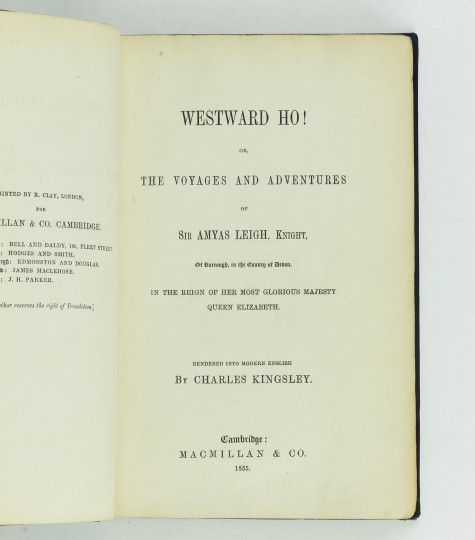 RINTED BY R. CLAY, LONDON,
FOR
ILLAN & CO. CAMBRIDGE.
: BELL AND DALDY, 186, FLEET STREET
: HODGES AND SMITH.
: EDMONSTON AND DOUGLAS.
: JAMES MACLEHOSE.
: J. H. PARKER.
uthor reserves the right of Translation.]
WESTWARD HO!
OR,
THE VOYAGES AND ADVENTURES
OF
SIR AMYAS LEIGH, KNIGHT,
Of Burrough, in the County of Devon.
IN THE REIGN OF HER MOST GLORIOUS MAJESTY
QUEEN ELIZABETH.
RENDERED INTO MODERN ENGLISH
BY CHARLES KINGSLEY.
Cambridge:
MACMILLAN & CO.
1855.